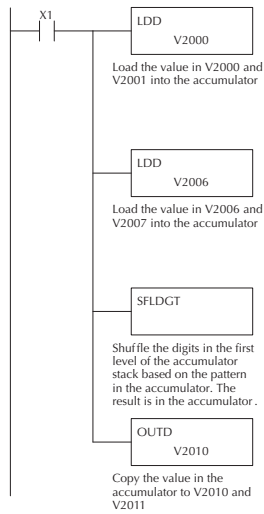 X1
LDD
V2000
Load the value in V2000 and
V2001 into the accumulator
LDD
V2006
Load the value in V2006 and
V2007 into the accumulator
SFLDGT
Shuffle the digits in the first
level of the accumulator
stack based on the pattern
in the accumulator. The
result is in the accumulator .
OUTD
V2010
Copy the value in the
accumulator to V2010 and
V2011